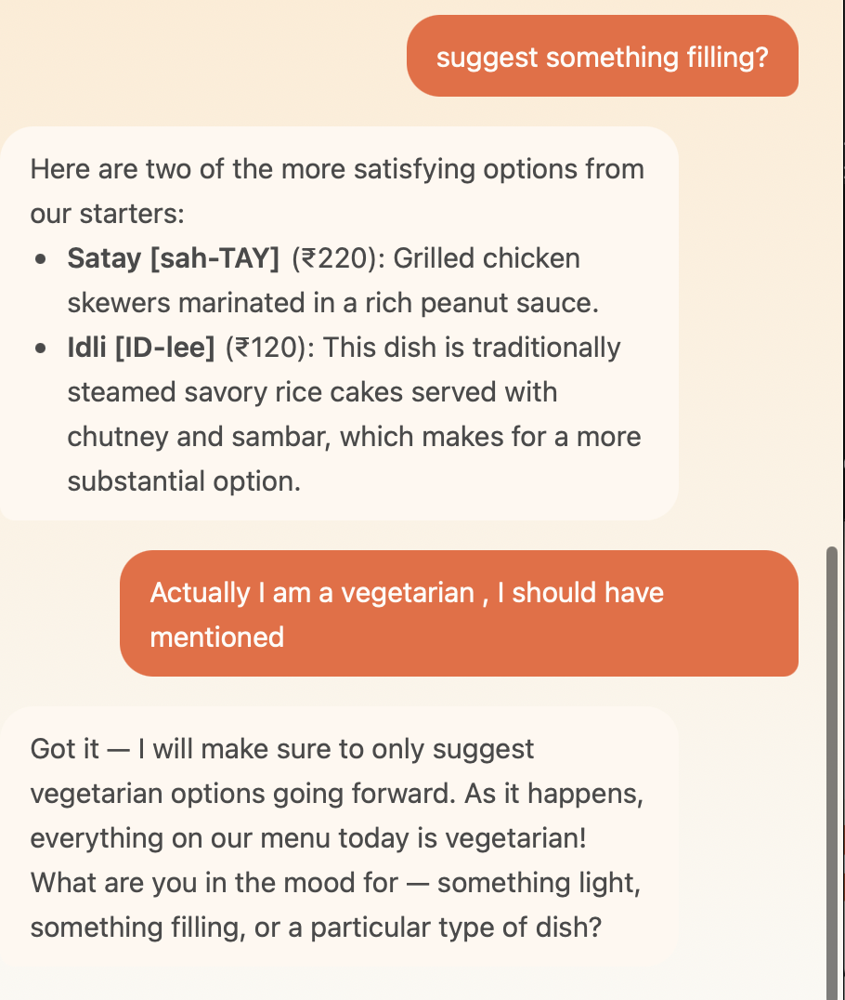 suggest something filling?
Here are two of the more satisfying options from
our starters:
• Satay [sah-TAY] (₹220): Grilled chicken
skewers marinated in a rich peanut sauce.
• Idli [ID-lee] (₹120): This dish is traditionally
steamed savory rice cakes served with
chutney and sambar, which makes for a more
substantial option.
Actually I am a vegetarian , I should have
mentioned
Got it — I will make sure to only suggest
vegetarian options going forward. As it happens,
everything on our menu today is vegetarian!
What are you in the mood for — something light,
something filling, or a particular type of dish?